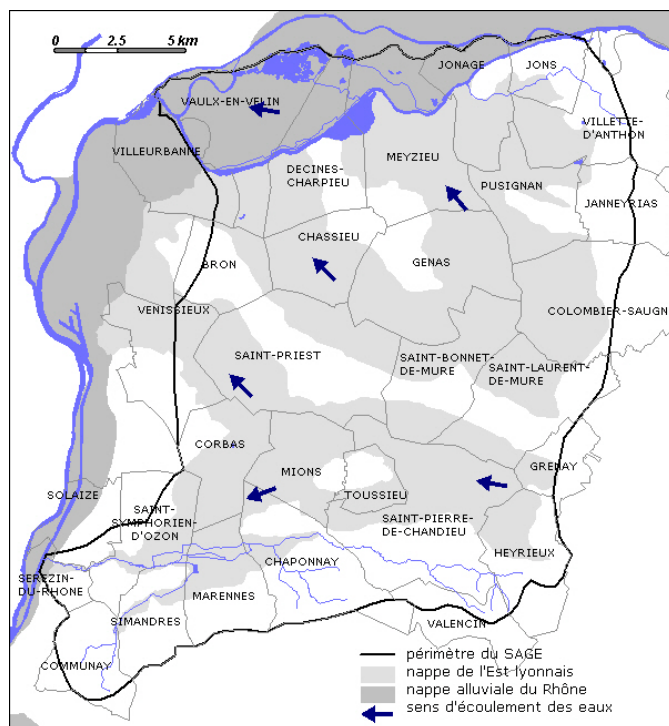 0 2.5 5 km
JONAGE
JONS
VAULX-EN-VELIN
VILLETTE-
D'ANTHON
VILLEURBANNE
MEYZIEU
DECINES-
CHARPIEU
PUSIGNAN
JANNEYRIAS
CHASSIEU
BRON
GENAS
VENISSIEUX
COLOMBIER-SAUGN
SAINT-PRIEST
SAINT-BONNET-
DE-MURE
SAINT-LAURENT-
DE-MURE
CORBAS
MIONS
GRENAY
SOLAIZE
TOUSSIEU
SAINT-
SYMPHORIEN-
D'OZON
SAINT-PIERRE-
DE-CHANDIEU
HEYRIEUX
CHAPONNAY
SEREZIN-
DU-RHONE
MARENNES
SIMANDRES
VALENCIN
COMMUNAY
périmètre du SAGE
nappe de l'Est lyonnais
nappe alluviale du Rhône
sens d'écoulement des eaux